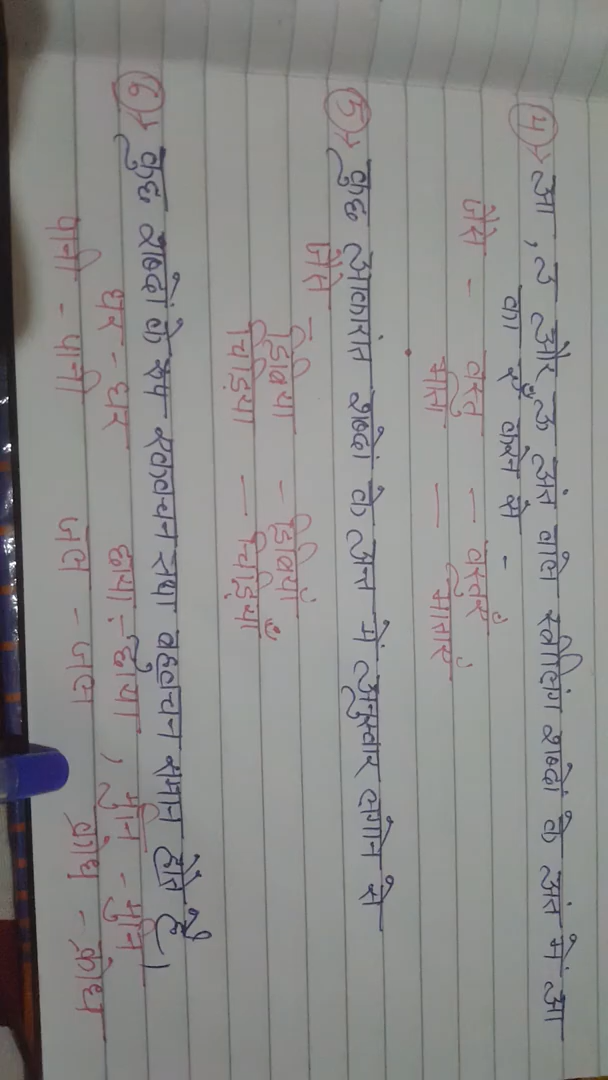 ④→ आ, उ और ऊ अंत वाले स्त्रीलिंग शब्दों के अंत में आ
का एँ करने से -
जैसे - वस्तु — वस्तुएँ
माता — माताएं
⑤→ कुछ आकारांत शब्दों के अन्त में अनुस्वार लगाने से
जैसे -
डिबिया - डिबियाँ
चिड़िया — चिड़ियाँ
⑥→ कुछ शब्दों के रूप एकवचन तथा बहुवचन समान होते हैं।
घर - घर छाया - छाया, मुनि - मुनि
पानी - पानी जल - जल क्रोध - क्रोध